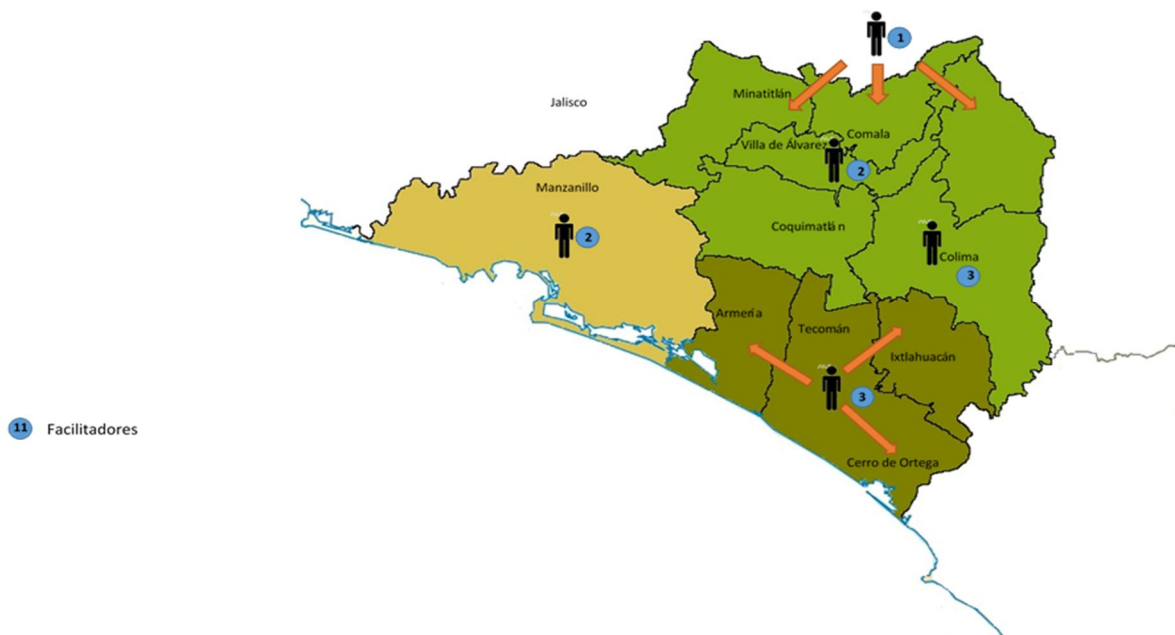 1
Minatitlán
Jalisco
Comala
Villa de Álvarez
2
Manzanillo
2
Coquimatlán
Colima
3
Armería
Tecomán
Ixtlahuacán
3
11 Facilitadores
Cerro de Ortega